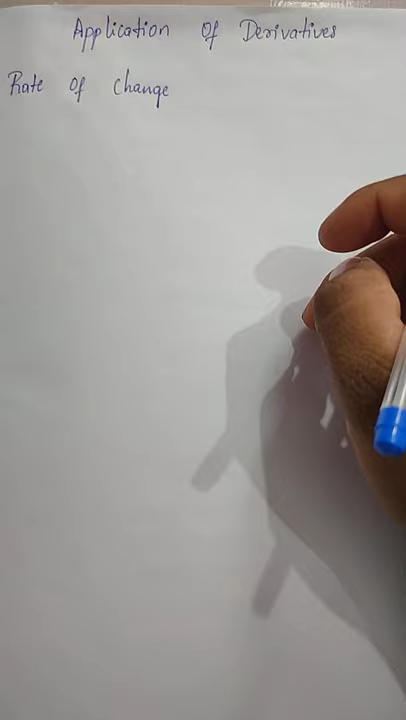 Application of Derivatives
Rate of change